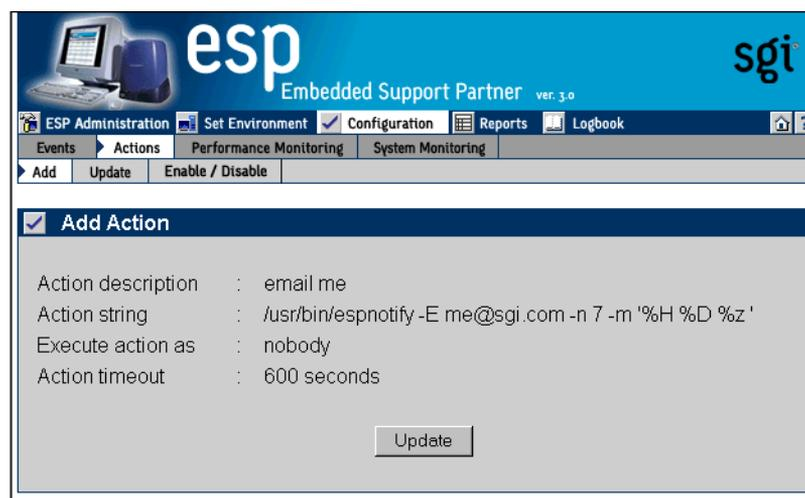 esp
sgi
Embedded Support Partner ver. 3.0
ESP Administration Set Environment Configuration Reports Logbook
Events Actions Performance Monitoring System Monitoring
Add Update Enable / Disable
Add Action
Action description : email me
Action string : /usr/bin/espnotify -E me@sgi.com -n 7 -m '%H %D %z '
Execute action as : nobody
Action timeout : 600 seconds
Update